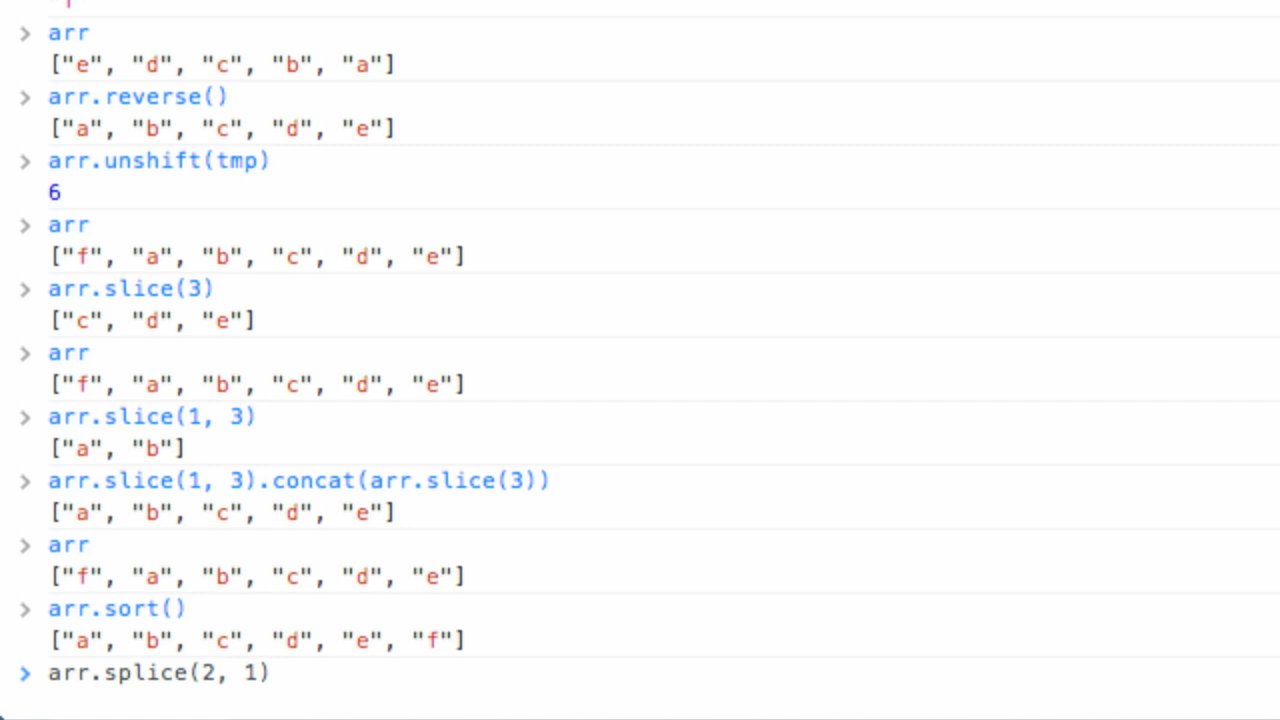 > arr
["e", "d", "c", "b", "a"]
> arr.reverse()
["a", "b", "c", "d", "e"]
> arr.unshift(tmp)
6
> arr
["f", "a", "b", "c", "d", "e"]
> arr.slice(3)
["c", "d", "e"]
> arr
["f", "a", "b", "c", "d", "e"]
> arr.slice(1, 3)
["a", "b"]
> arr.slice(1, 3).concat(arr.slice(3))
["a", "b", "c", "d", "e"]
> arr
["f", "a", "b", "c", "d", "e"]
> arr.sort()
["a", "b", "c", "d", "e", "f"]
> arr.splice(2, 1)